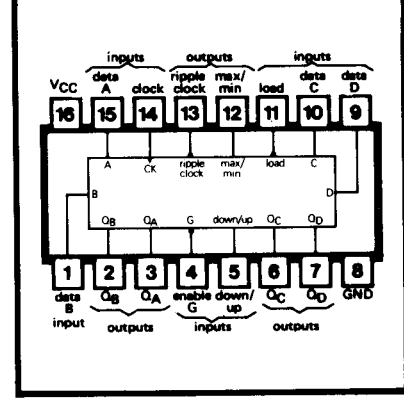 inputs outputs inputs
data ripple max/ data data
VCC A clock clock min load C D
16 15 14 13 12 11 10 9
A CK ripple clock max/ min load C
B D
QB QA G down/up QC QD
1 2 3 4 5 6 7 8
data QB QA enable down/ QC QD GND
B G up
input outputs inputs outputs